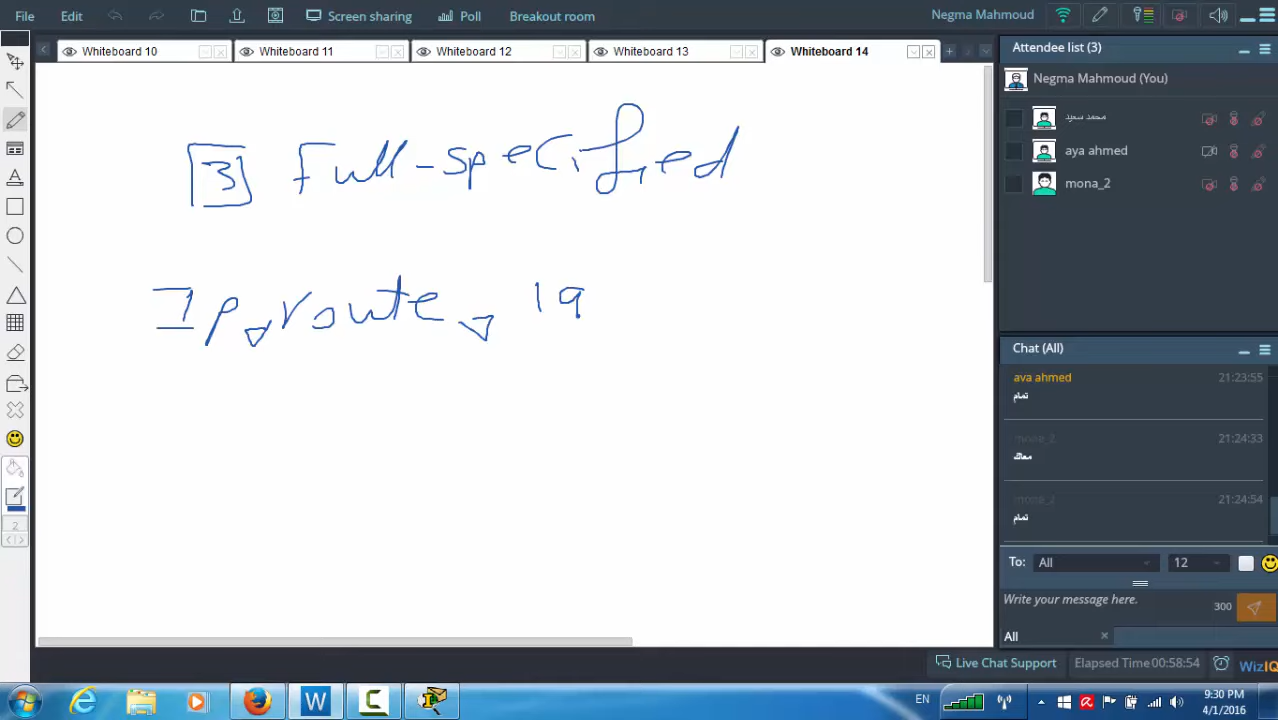 File Edit Screen sharing Poll Breakout room Negma Mahmoud
Whiteboard 10 Whiteboard 11 Whiteboard 12 Whiteboard 13 Whiteboard 14
Attendee list (3)
Negma Mahmoud (You)
محمد سعيد
aya ahmed
mona_2
[3] Full-specified
Ip route 19
Chat (All)
aya ahmed 21:23:55
تمام
mona_2 21:24:33
معاك
mona_2 21:24:54
تمام
To: All 12
Write your message here. 300
All
Live Chat Support Elapsed Time 00:58:54 WizIQ
2
EN 9:30 PM
4/1/2016